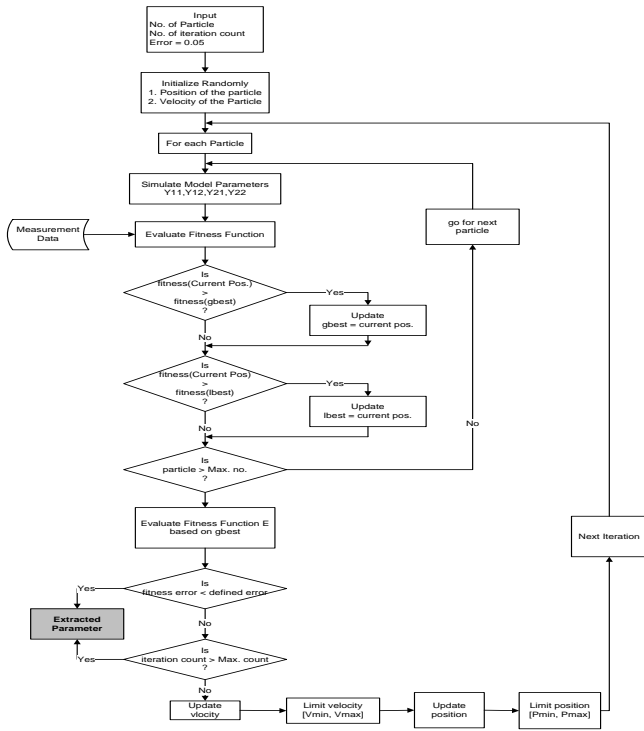 Input
No. of Particle
No. of iteration count
Error = 0.05
Initialize Randomly
1. Position of the particle
2. Velocity of the Particle
For each Particle
Simulate Model Parameters
Y11,Y12,Y21,Y22
Measurement
Data
Evaluate Fitness Function
go for next
particle
Is
fitness(Current Pos.)
>
fitness(gbest)
?
Yes
Update
gbest = current pos.
No
Is
fitness(Current Pos)
>
fitness(lbest)
?
Yes
Update
lbest = current pos.
No
No
Is
particle > Max. no.
?
Evaluate Fitness Function E
based on gbest
Next Iteration
Is
fitness error < defined error
Yes
Extracted
Parameter
No
Is
iteration count > Max. count
?
Yes
No
Update
vlocity
Limit velocity
[Vmin, Vmax]
Update
position
Limit position
[Pmin, Pmax]